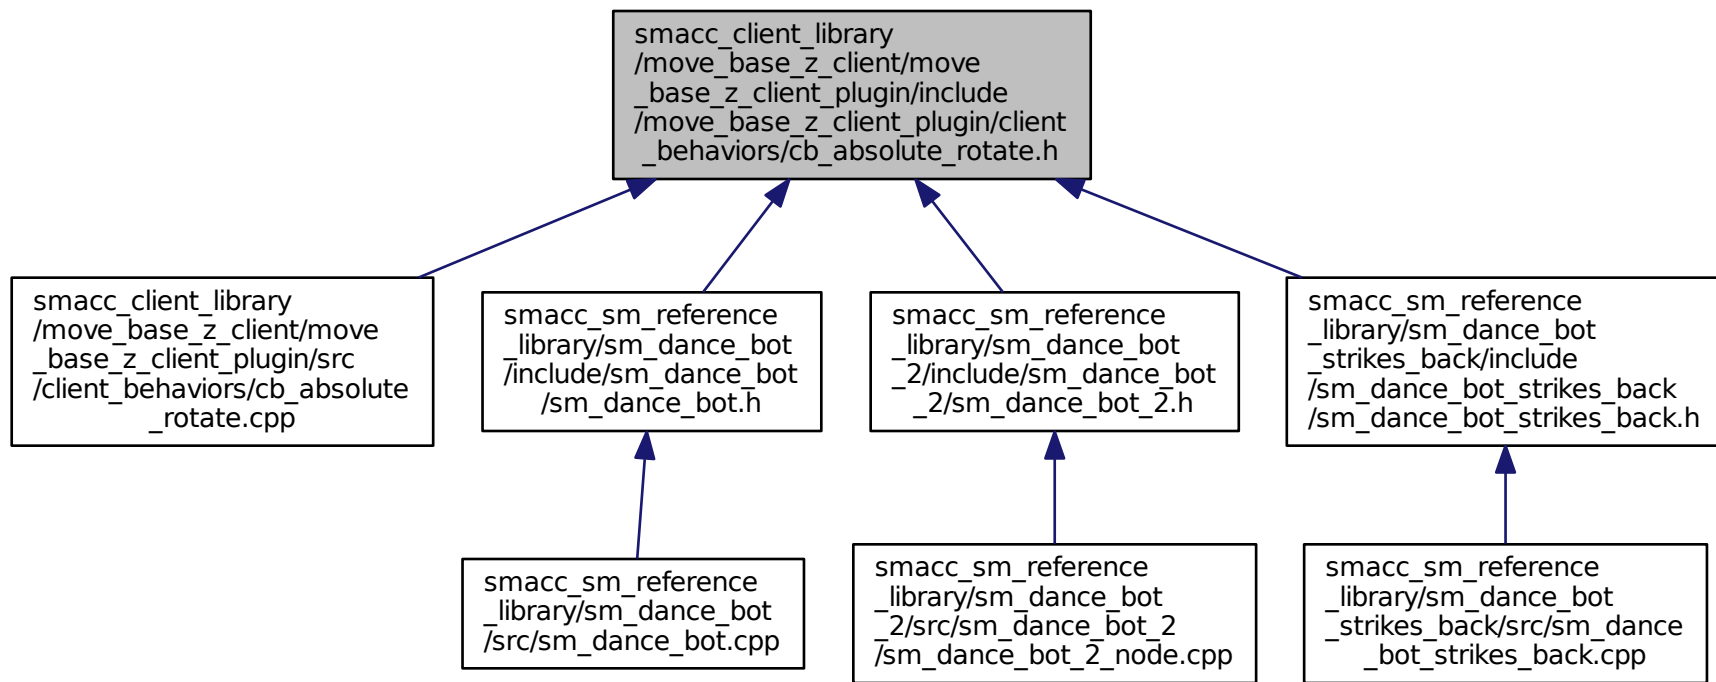 smacc_client_library
/move_base_z_client/move
_base_z_client_plugin/include
/move_base_z_client_plugin/client
_behaviors/cb_absolute_rotate.h
smacc_client_library
/move_base_z_client/move
_base_z_client_plugin/src
/client_behaviors/cb_absolute
_rotate.cpp
smacc_sm_reference
_library/sm_dance_bot
/include/sm_dance_bot
/sm_dance_bot.h
smacc_sm_reference
_library/sm_dance_bot
_2/include/sm_dance_bot
_2/sm_dance_bot_2.h
smacc_sm_reference
_library/sm_dance_bot
_strikes_back/include
/sm_dance_bot_strikes_back
/sm_dance_bot_strikes_back.h
smacc_sm_reference
_library/sm_dance_bot
/src/sm_dance_bot.cpp
smacc_sm_reference
_library/sm_dance_bot
_2/src/sm_dance_bot_2
/sm_dance_bot_2_node.cpp
smacc_sm_reference
_library/sm_dance_bot
_strikes_back/src/sm_dance
_bot_strikes_back.cpp